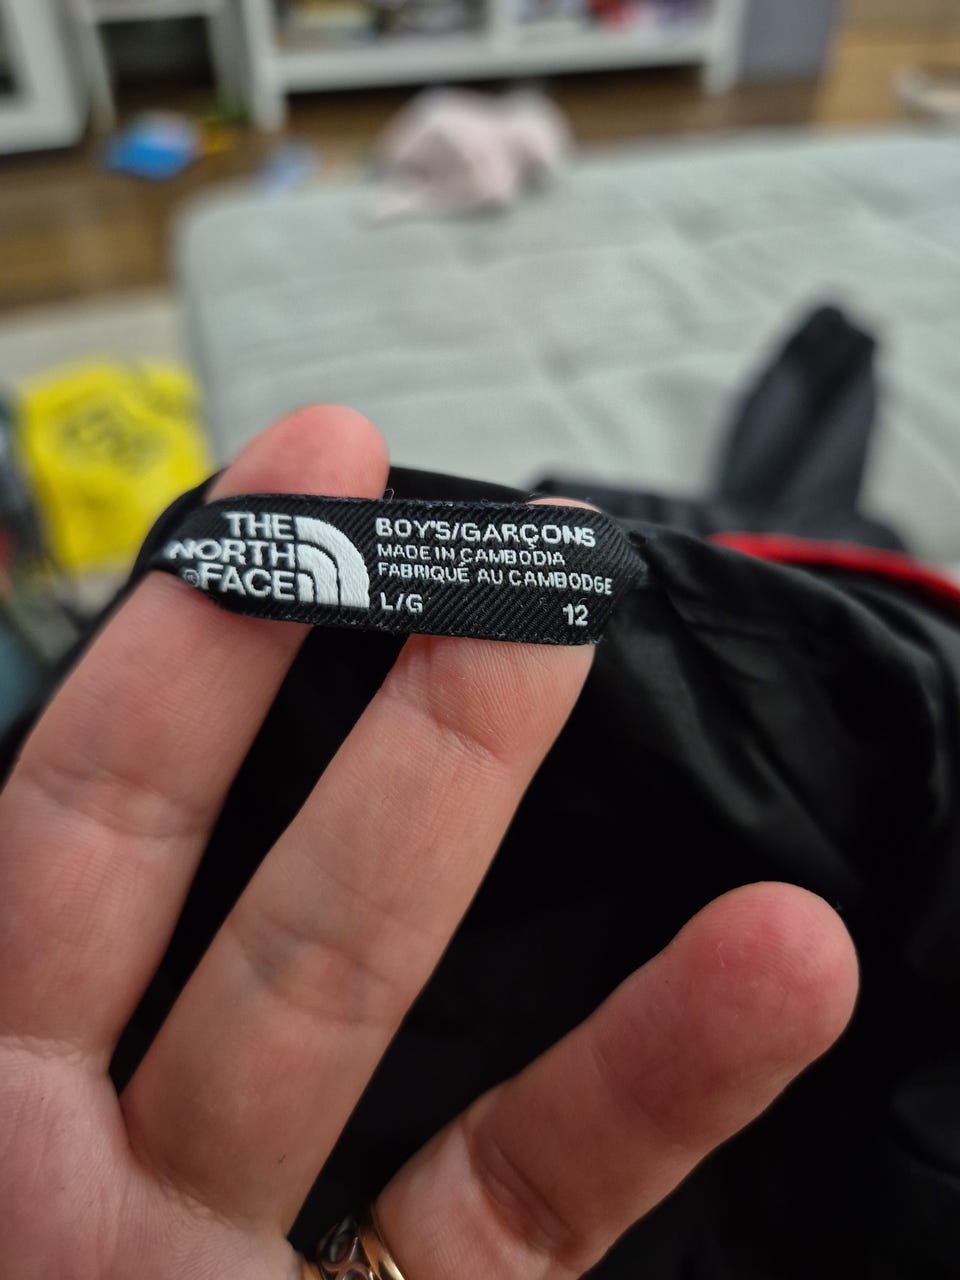 THE
NORTH
®FACE
BOY'S/GARÇONS
MADE IN CAMBODIA
FABRIQUÉ AU CAMBODGE
L/G 12